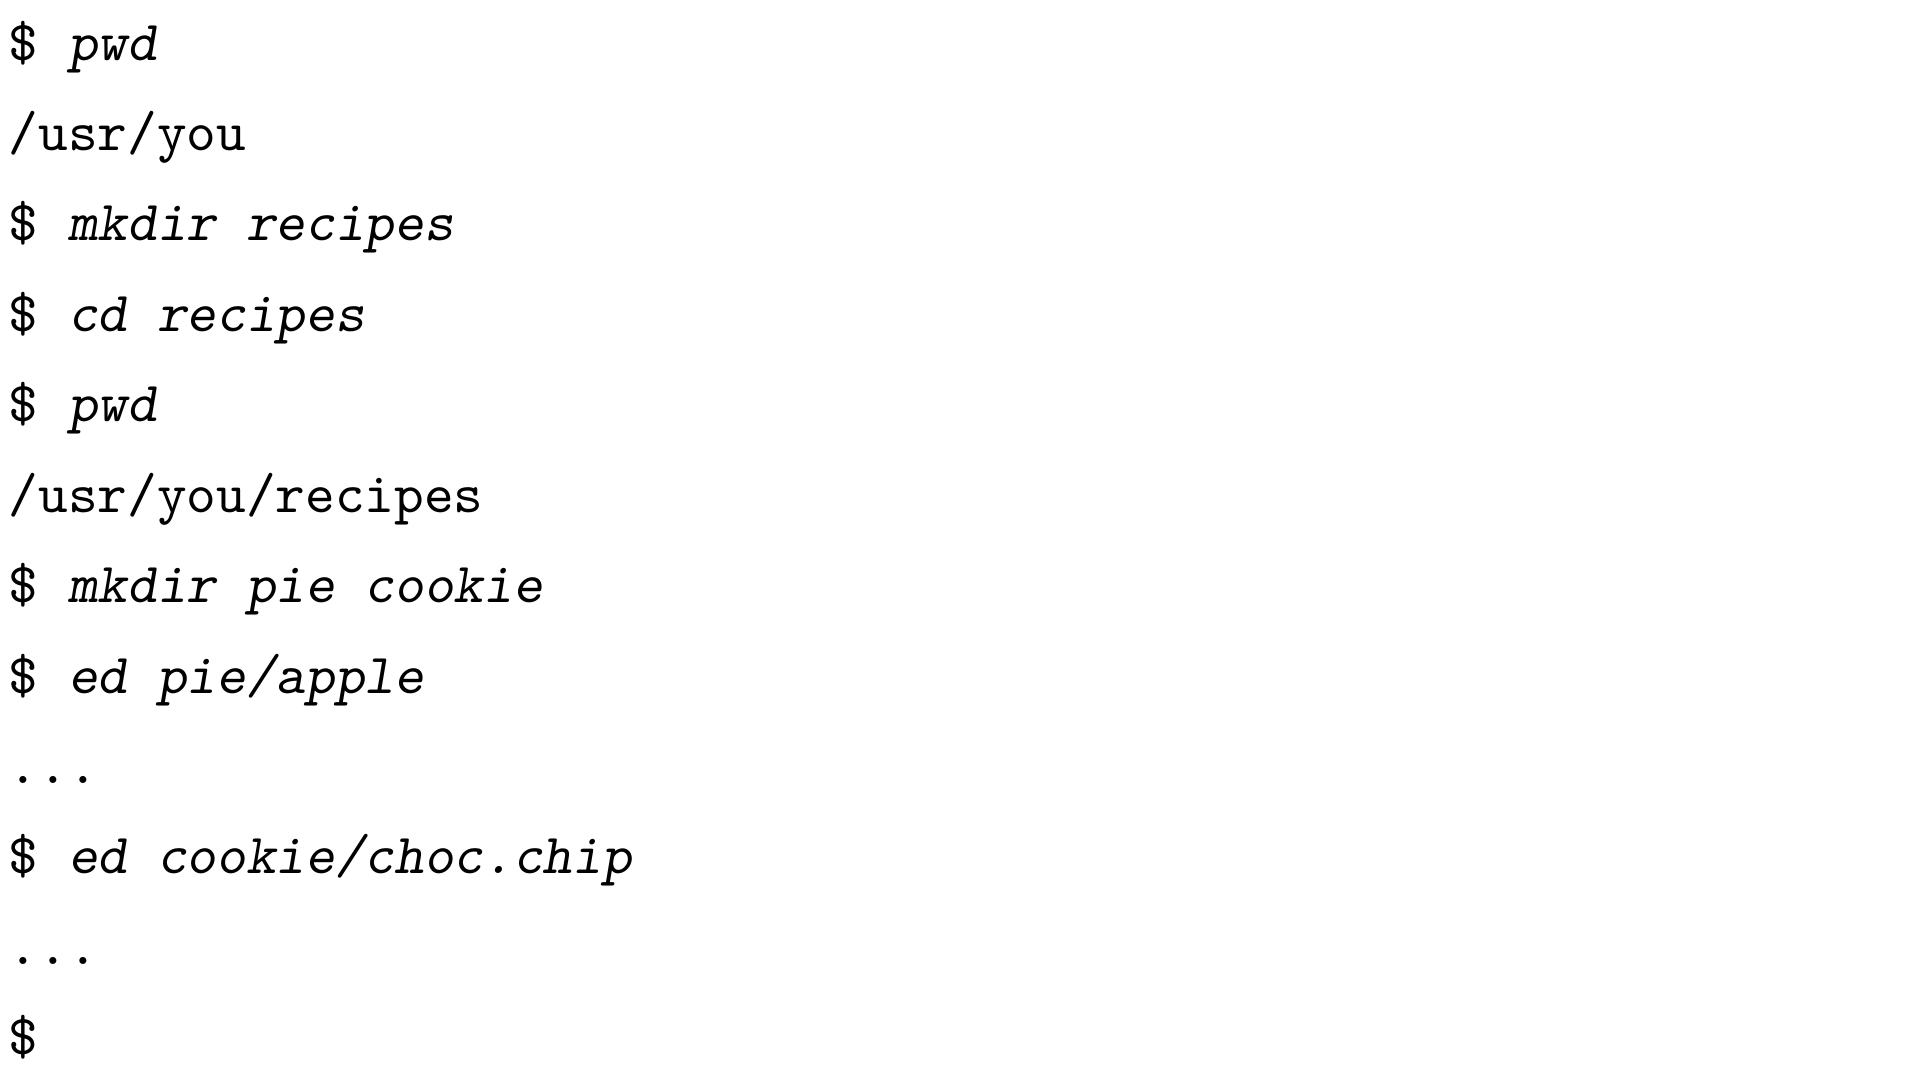 $ pwd
/usr/you
$ mkdir recipes
$ cd recipes
$ pwd
/usr/you/recipes
$ mkdir pie cookie
$ ed pie/apple
...
$ ed cookie/choc.chip
...
$